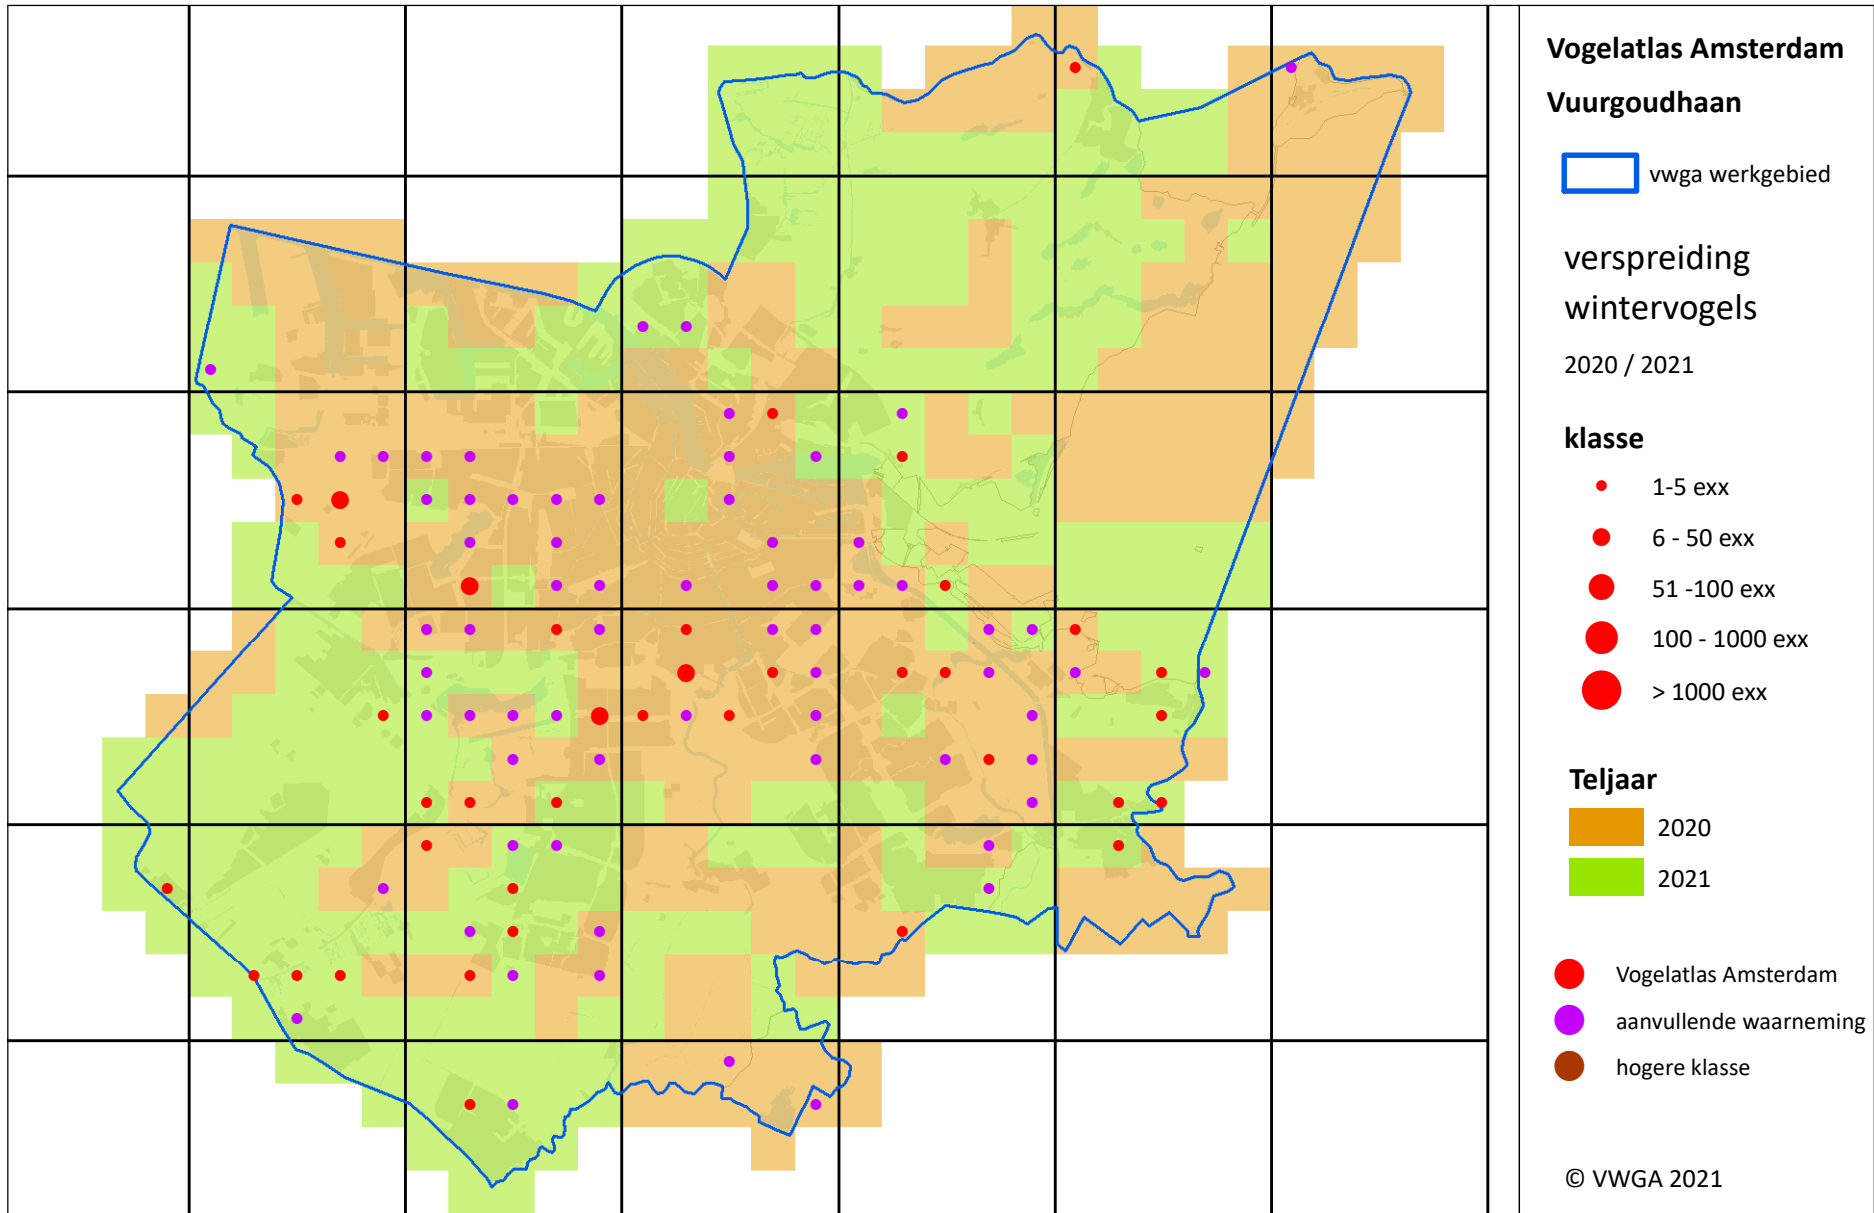 Vogelatlas Amsterdam
Vuurgoudhaan
vwga werkgebied
verspreiding
wintervogels
2020 / 2021
klasse
1-5 exx
6 - 50 exx
51 -100 exx
100 - 1000 exx
> 1000 exx
Teljaar
2020
2021
Vogelatlas Amsterdam
aanvullende waarneming
hogere klasse
© VWGA 2021